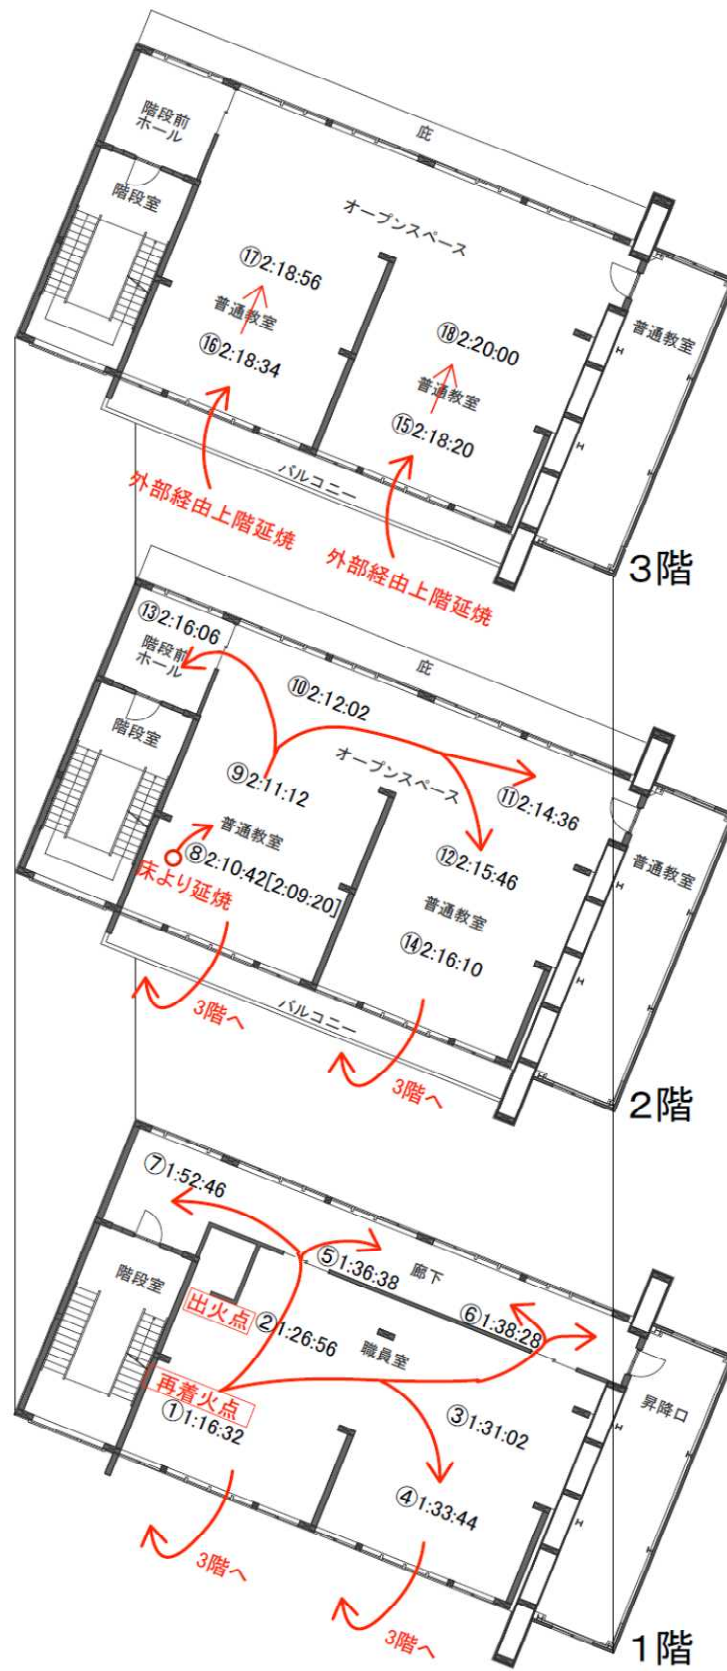 階段前
ホール
庇
階段室
オープンスペース
⑰2:18:56
普通教室
⑯2:18:34
⑱2:20:00
普通教室
⑮2:18:20
普通教室
バルコニー
外部経由上階延焼
外部経由上階延焼
3階
⑬2:16:06
階段前
ホール
庇
⑩2:12:02
階段室
オープンスペース
⑨2:11:12
⑪2:14:36
普通教室
⑧2:10:42[2:09:20]
床より延焼
⑫2:15:46
普通教室
⑭2:16:10
普通教室
3階へ
バルコニー
3階へ
2階
⑦1:52:46
⑤1:36:38
廊下
階段室
出火点
②1:26:56
⑥1:38:28
職員室
再着火点
①1:16:32
③1:31:02
昇降口
④1:33:44
3階へ
3階へ
1階